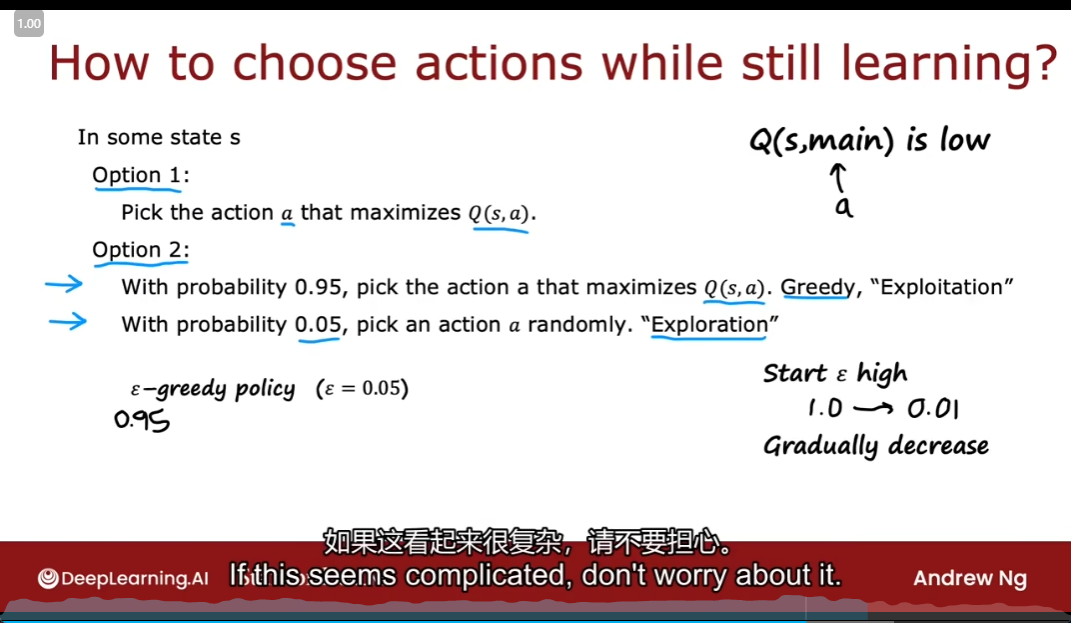 1.00
How to choose actions while still learning?
In some state s
Q(s,main) is low
↑
a
Option 1:
Pick the action a that maximizes Q(s, a).
Option 2:
→ With probability 0.95, pick the action a that maximizes Q(s, a). Greedy, “Exploitation”
→ With probability 0.05, pick an action a randomly. “Exploration”
ε-greedy policy (ε = 0.05)
0.95
Start ε high
1.0 → 0.01
Gradually decrease
如果这看起来很复杂，请不要担心。
If this seems complicated, don't worry about it.
DeepLearning.AI
Andrew Ng